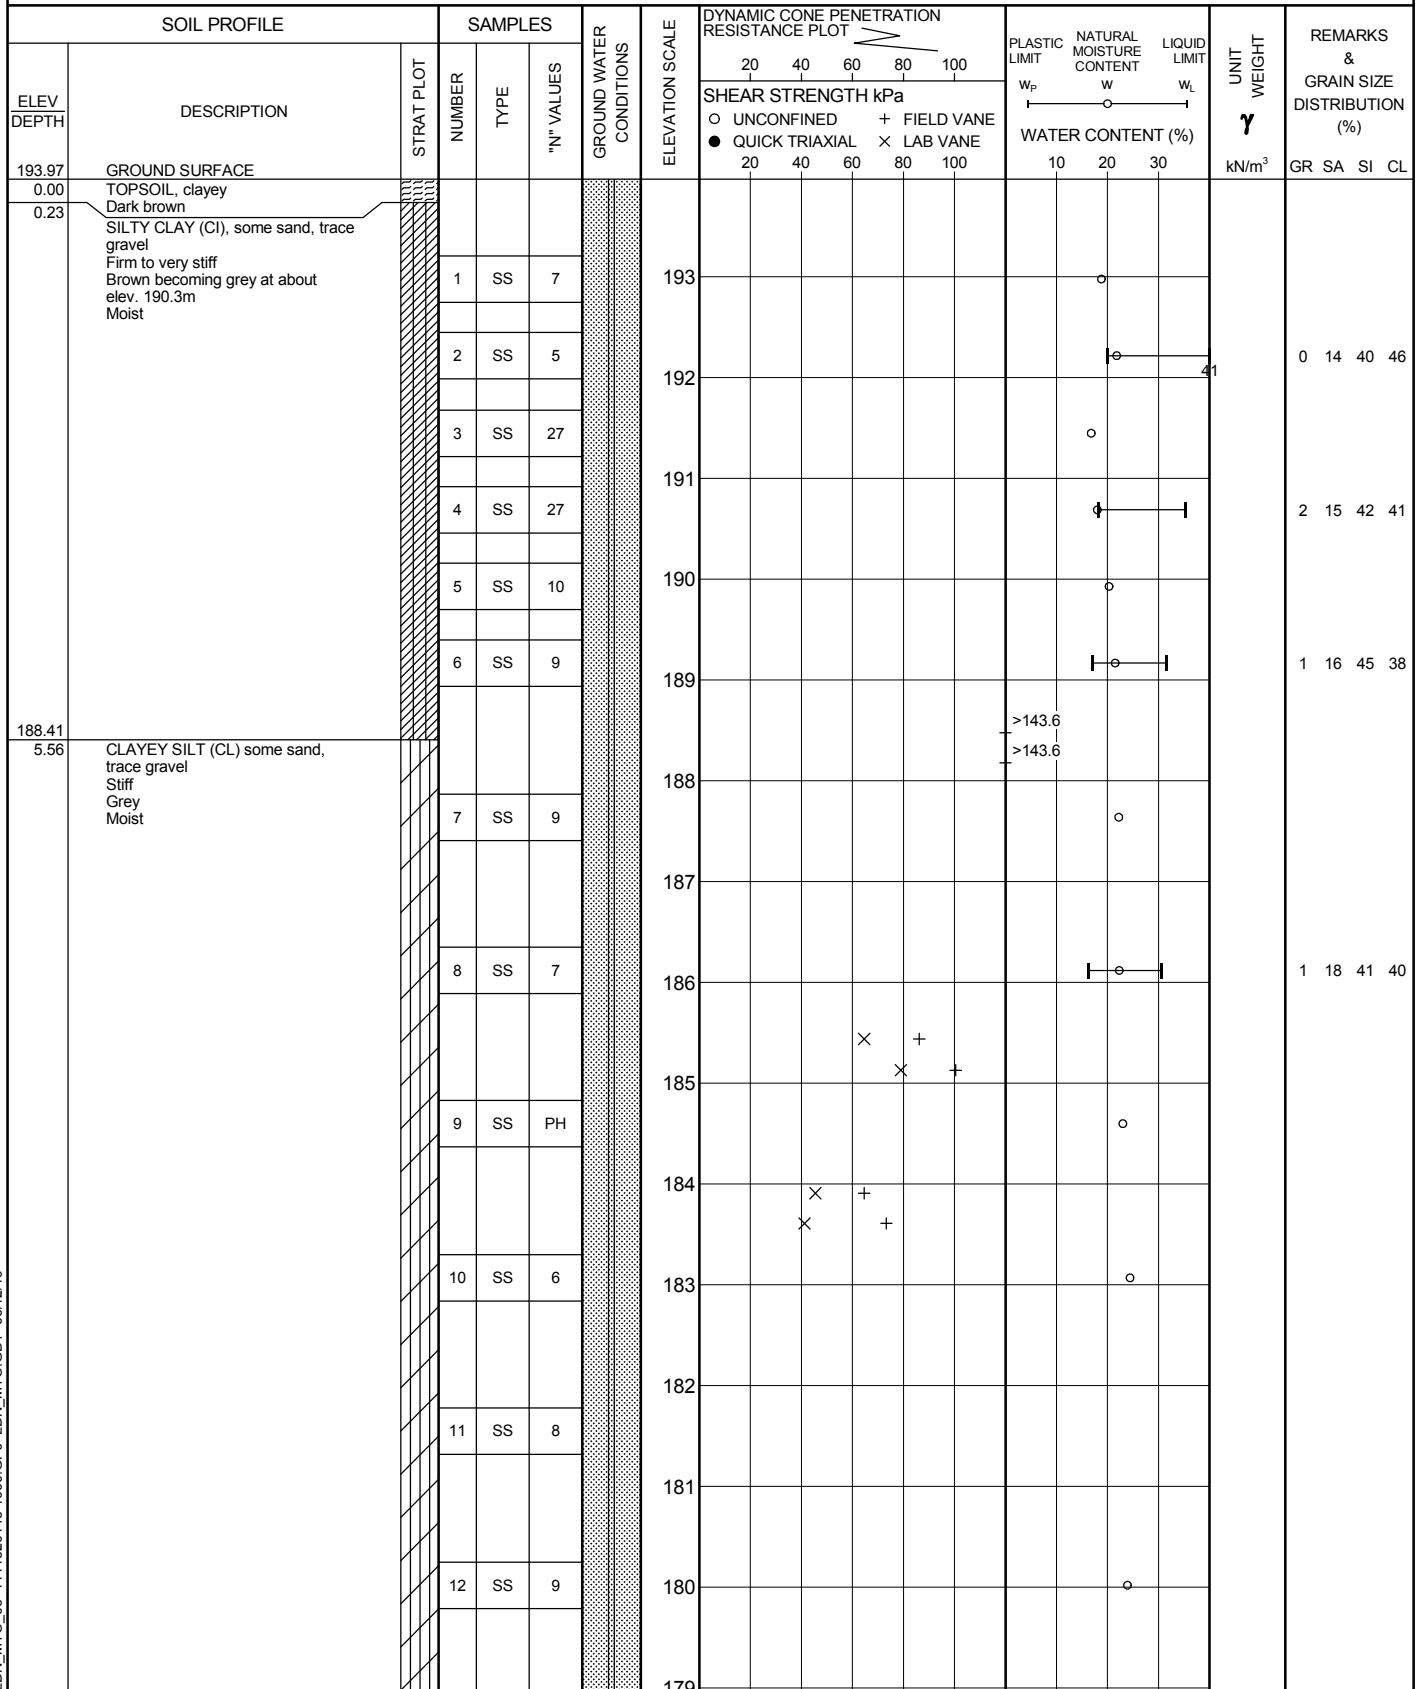 SOIL PROFILE
SAMPLES
GROUND WATER CONDITIONS
ELEVATION SCALE
DYNAMIC CONE PENETRATION
RESISTANCE PLOT
20 40 60 80 100
SHEAR STRENGTH kPa
○ UNCONFINED + FIELD VANE
● QUICK TRIAXIAL × LAB VANE
20 40 60 80 100
PLASTIC LIMIT
NATURAL MOISTURE CONTENT
LIQUID LIMIT
WP W WL
WATER CONTENT (%)
10 20 30
UNIT WEIGHT
γ
kN/m³
REMARKS
&
GRAIN SIZE
DISTRIBUTION
(%)
GR SA SI CL
ELEV
DEPTH
DESCRIPTION
STRAT PLOT
NUMBER
TYPE
"N" VALUES
193.97 GROUND SURFACE
0.00 TOPSOIL, clayey
Dark brown
0.23
SILTY CLAY (CI), some sand, trace
gravel
Firm to very stiff
Brown becoming grey at about
elev. 190.3m
Moist
1 SS 7
193
2 SS 5
41
0 14 40 46
192
3 SS 27
191
4 SS 27
2 15 42 41
190
5 SS 10
6 SS 9
1 16 45 38
189
>143.6
188.41
5.56 CLAYEY SILT (CL) some sand,
trace gravel
Stiff
Grey
Moist
>143.6
188
7 SS 9
187
8 SS 7
1 18 41 40
186
185
9 SS PH
184
10 SS 6
183
182
11 SS 8
181
12 SS 9
180
179